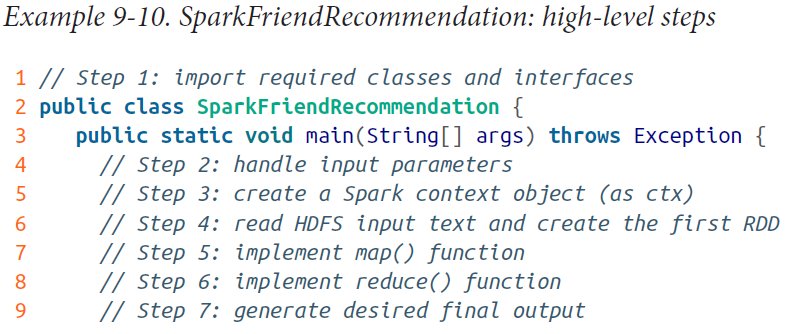 Example 9-10. SparkFriendRecommendation: high-level steps
1 // Step 1: import required classes and interfaces
2 public class SparkFriendRecommendation {
3 public static void main(String[] args) throws Exception {
4 // Step 2: handle input parameters
5 // Step 3: create a Spark context object (as ctx)
6 // Step 4: read HDFS input text and create the first RDD
7 // Step 5: implement map() function
8 // Step 6: implement reduce() function
9 // Step 7: generate desired final output